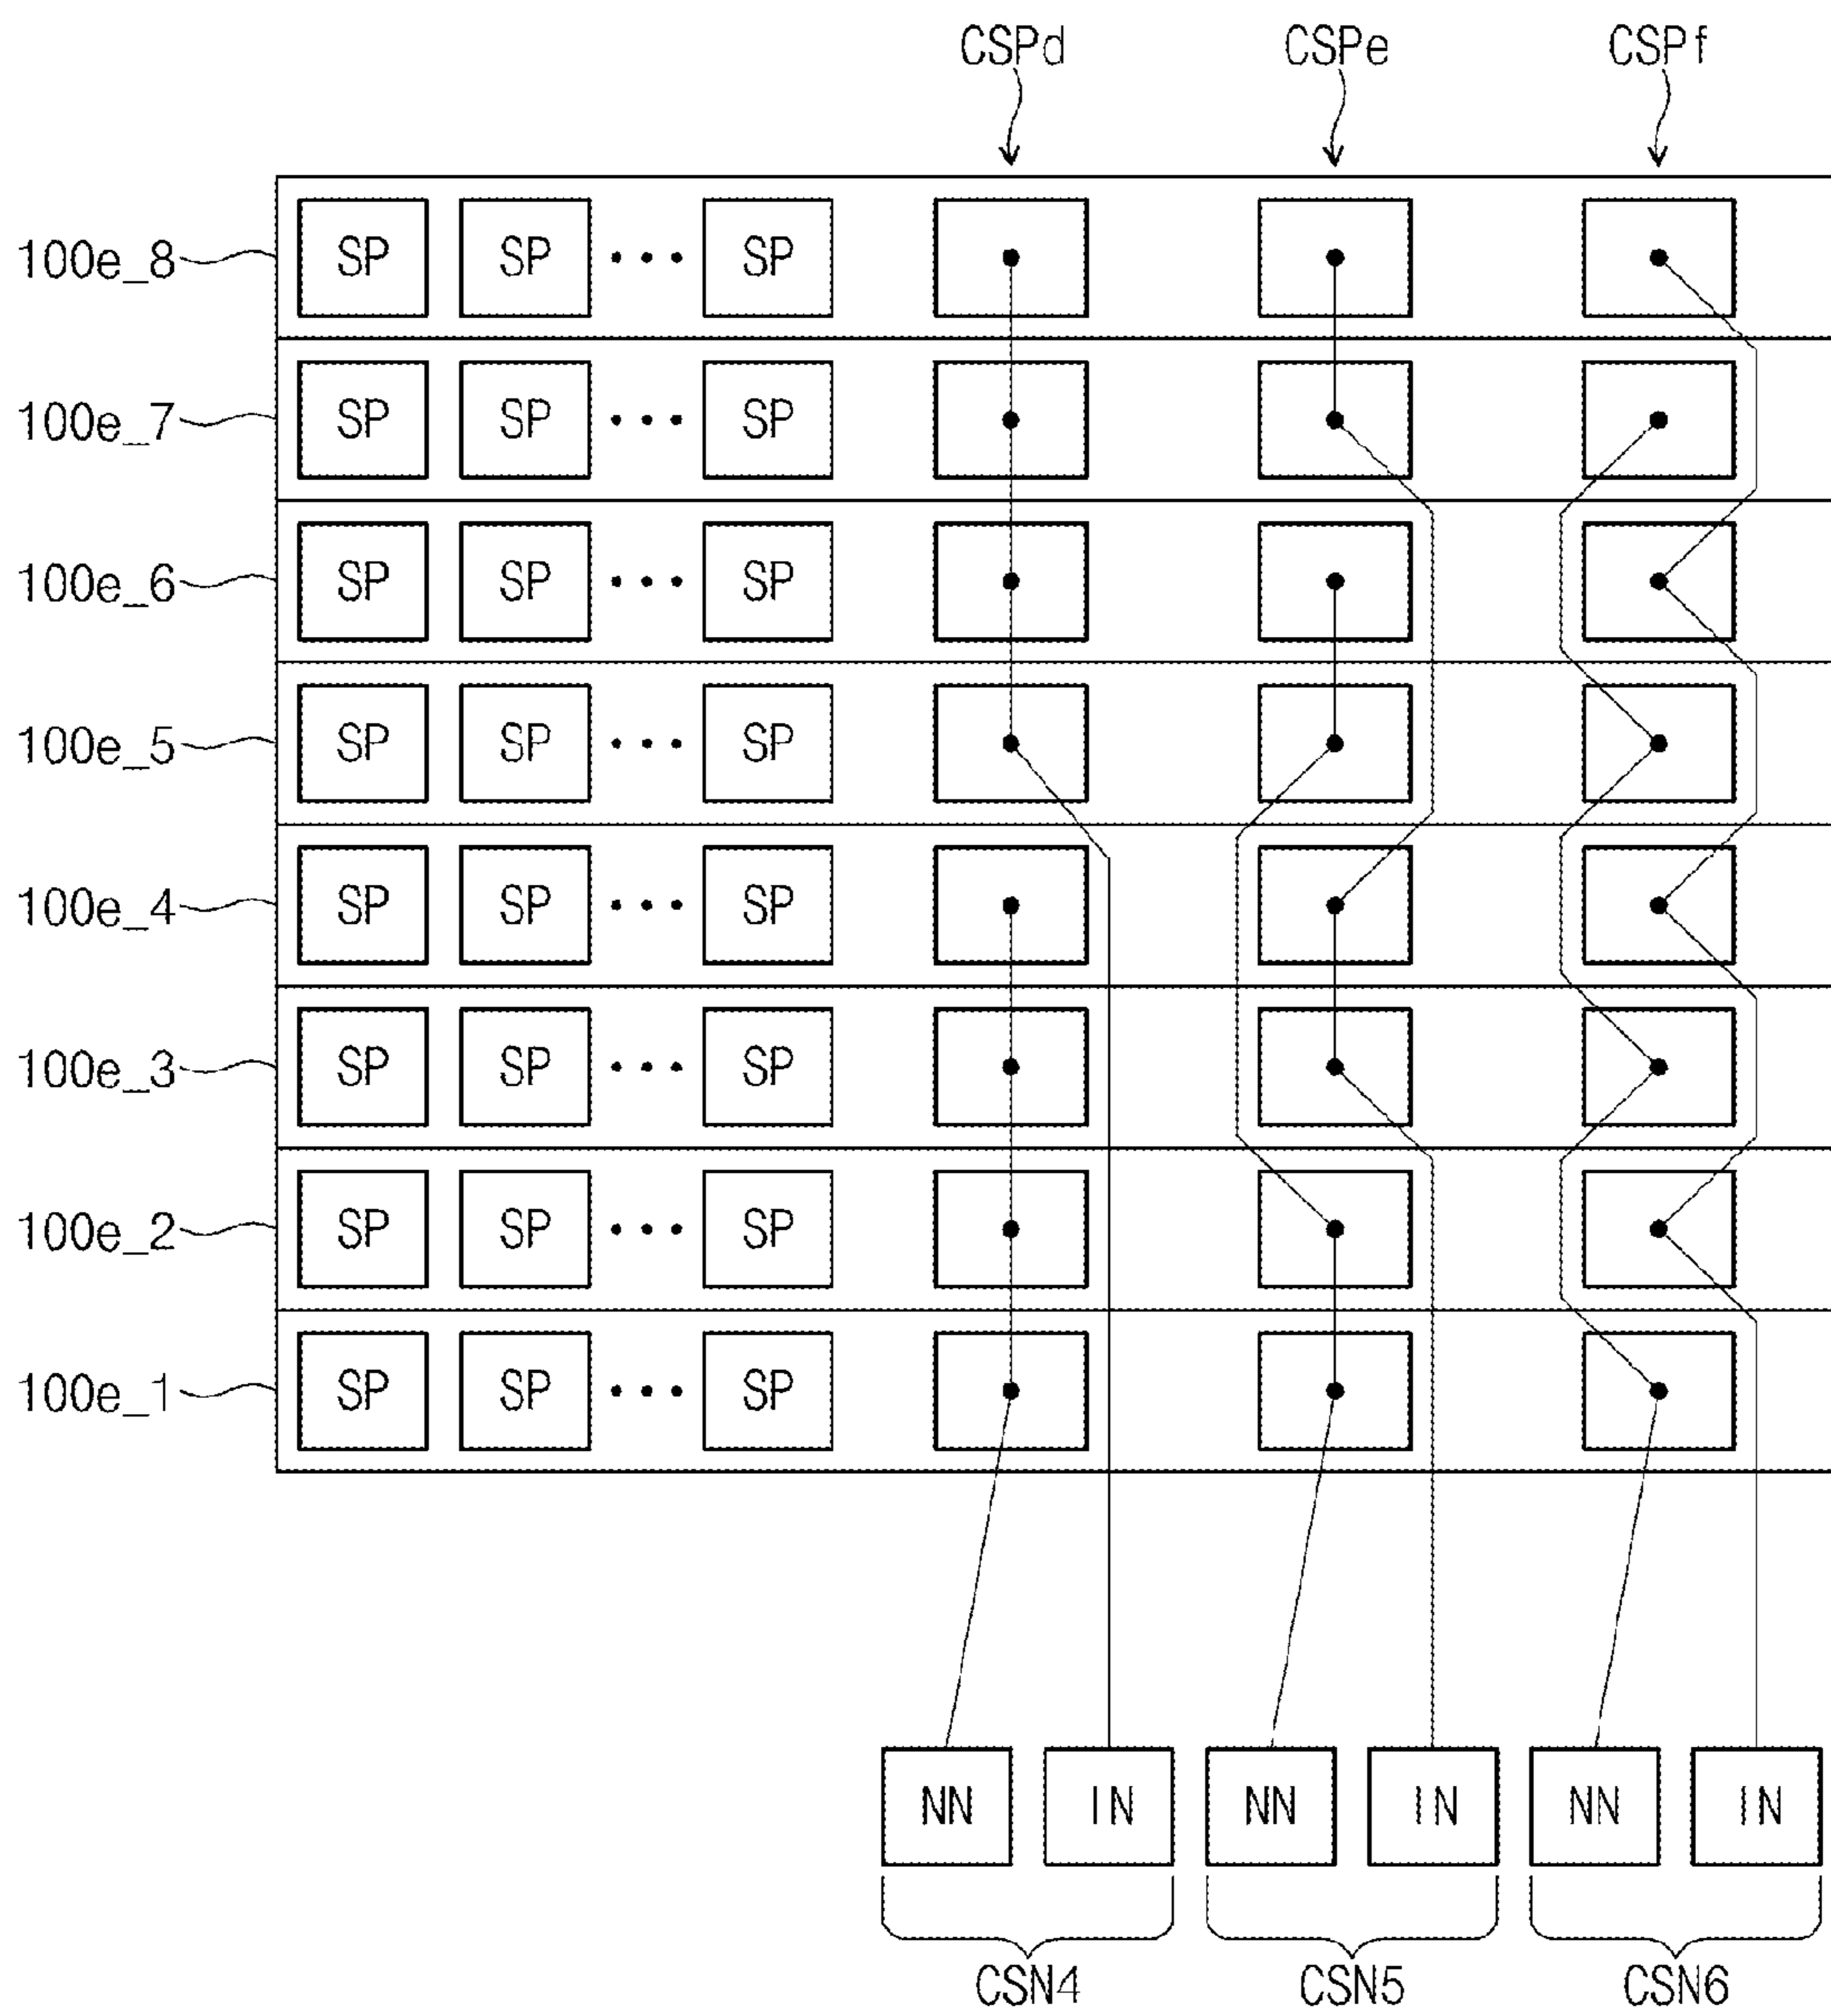 CSPd CSPe CSPf
100e_8 SP SP ... SP
100e_7 SP SP ... SP
100e_6 SP SP ... SP
100e_5 SP SP ... SP
100e_4 SP SP ... SP
100e_3 SP SP ... SP
100e_2 SP SP ... SP
100e_1 SP SP ... SP
NN IN NN IN NN IN
CSN4 CSN5 CSN6